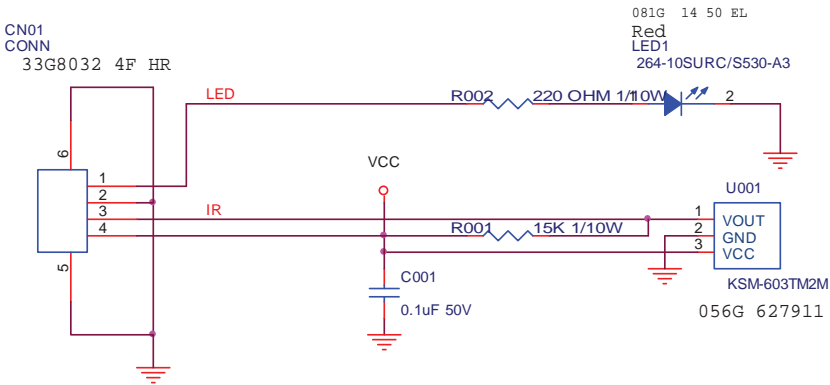 081G 14 50 EL
CN01
CONN
33G8032 4F HR
Red
LED1
264-10SURC/S530-A3
LED
R002
220 OHM 1/10W
1
2
6
VCC
U001
1
2
3
4
IR
R001
15K 1/10W
1
2
3
VOUT
GND
VCC
5
C001
0.1uF 50V
KSM-603TM2M
056G 627911